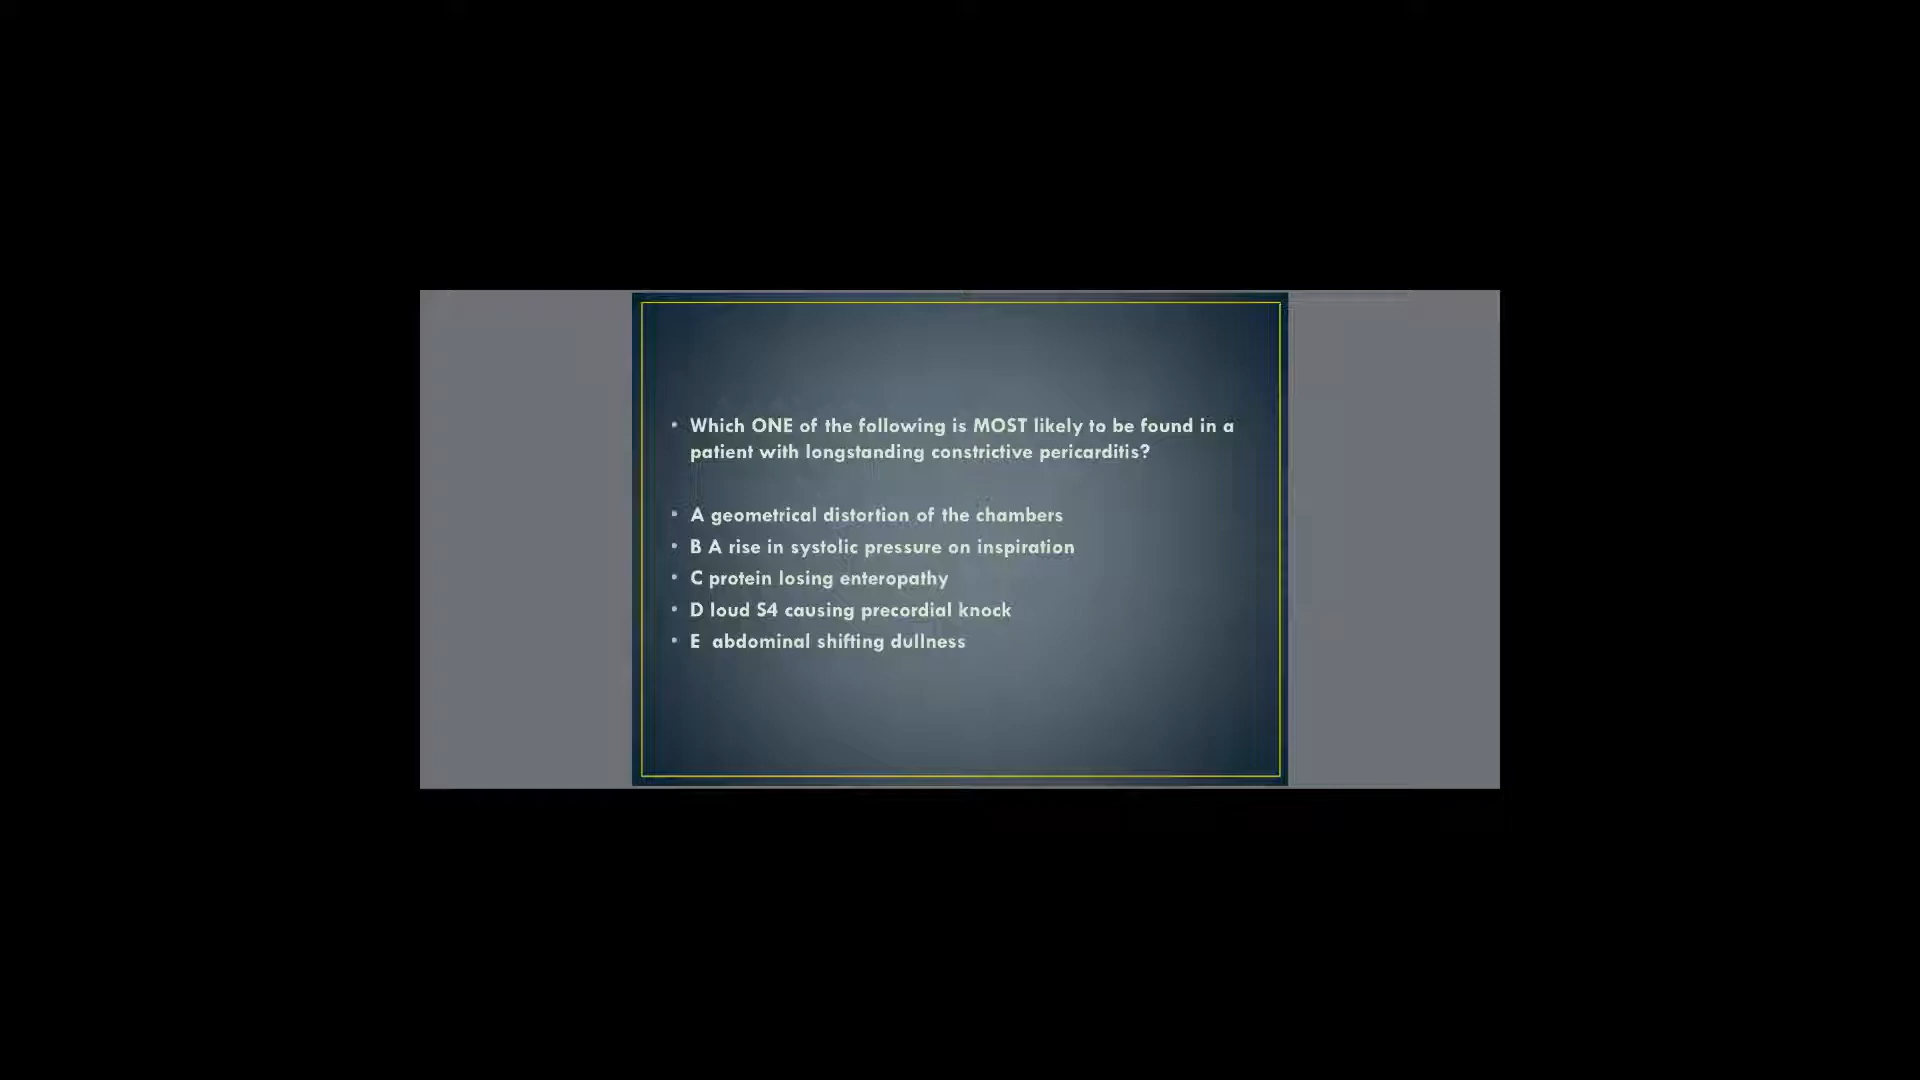 • Which ONE of the following is MOST likely to be found in a
patient with longstanding constrictive pericarditis?
• A geometrical distortion of the chambers
• B A rise in systolic pressure on inspiration
• C protein losing enteropathy
• D loud S4 causing precordial knock
• E  abdominal shifting dullness